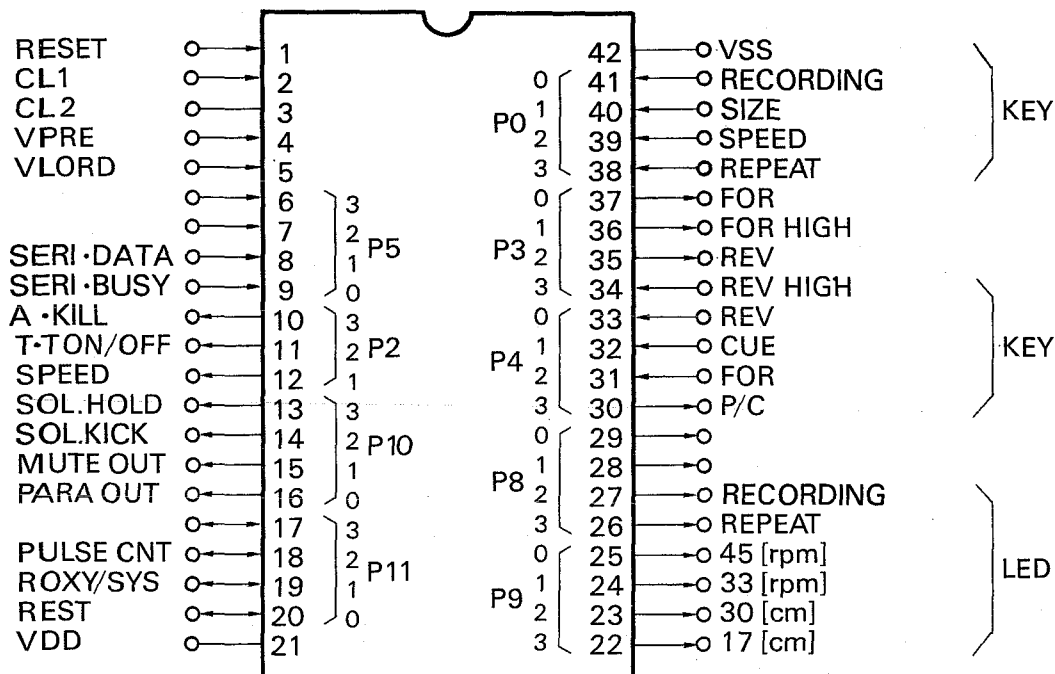 RESET 1 42 VSS
CL1 2 0 41 RECORDING
CL2 3 1 40 SIZE
VPRE 4 P0 2 39 SPEED
VLORD 5 3 38 REPEAT
KEY
6 3 0 37 FOR
7 2 1 36 FOR HIGH
SERI·DATA 8 1 P5 P3 2 35 REV
SERI·BUSY 9 0 3 34 REV HIGH
A·KILL 10 3 0 33 REV
T·TON/OFF 11 2 P2 P4 1 32 CUE
SPEED 12 1 2 31 FOR
SOL.HOLD 13 3 3 30 P/C
KEY
SOL.KICK 14 2 P10 0 29
MUTE OUT 15 1 P8 1 28
PARA OUT 16 0 2 27 RECORDING
17 3 3 26 REPEAT
PULSE CNT 18 2 P11 0 25 45 [rpm]
ROXY/SYS 19 1 P9 1 24 33 [rpm]
REST 20 0 2 23 30 [cm]
VDD 21 3 22 17 [cm]
LED